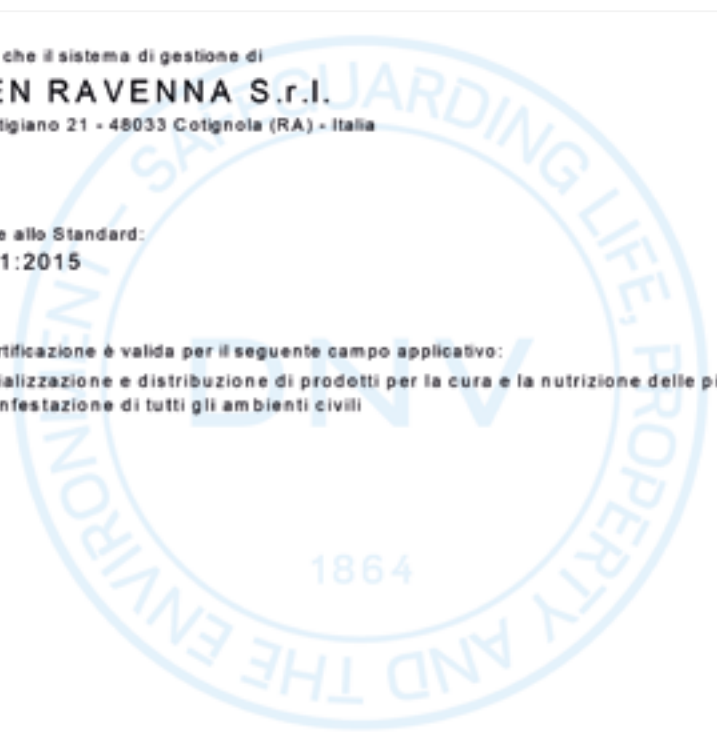 che il sistema di gestione di
EN RAVENNA S.r.l.
tigiano 21 - 48033 Cotignola (RA) - Italia
e allo Standard:
1:2015
rtificazione è valida per il seguente campo applicativo:
ializzazione e distribuzione di prodotti per la cura e la nutrizione delle pi
nfestazione di tutti gli ambienti civili
SAFEGUARDING LIFE, PROPERTY AND THE ENVIRONMENT
DNV
1864